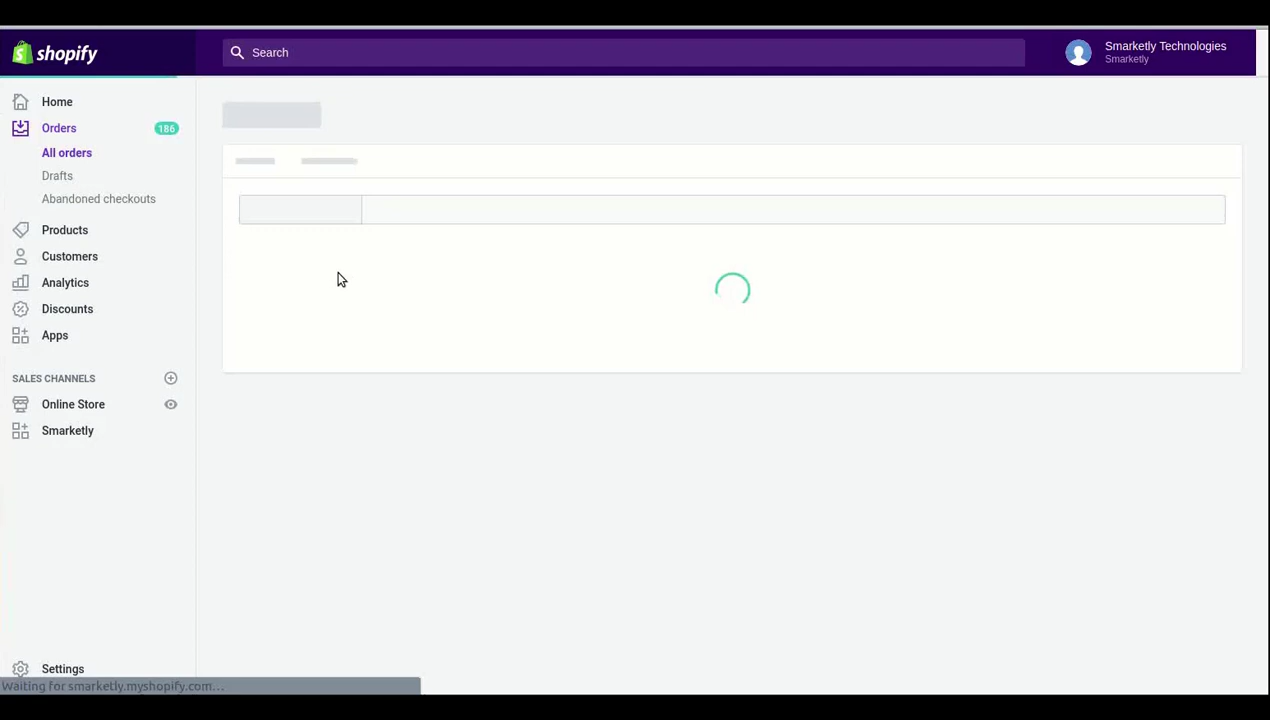 shopify
Search
Smarketly Technologies
Smarketly
Home
Orders
186
All orders
Drafts
Abandoned checkouts
Products
Customers
Analytics
Discounts
Apps
SALES CHANNELS
Online Store
Smarketly
Settings
Waiting for smarketly.myshopify.com...